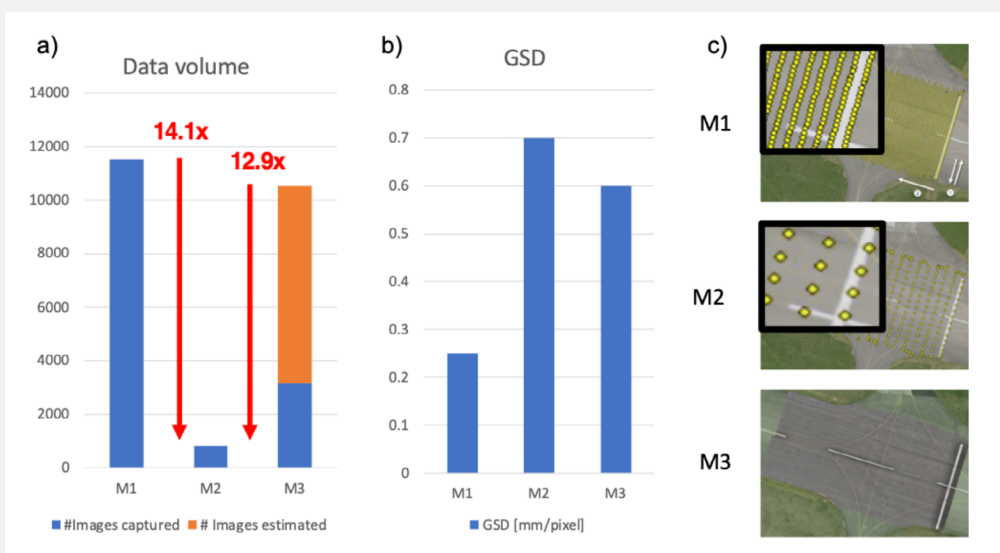 a)
Data volume
14000
12000
10000
8000
6000
4000
2000
0
14.1x
12.9x
M1
M2
M3
#Images captured
# Images estimated
b)
GSD
0.8
0.7
0.6
0.5
0.4
0.3
0.2
0.1
0
M1
M2
M3
GSD [mm/pixel]
c)
M1
M2
M3